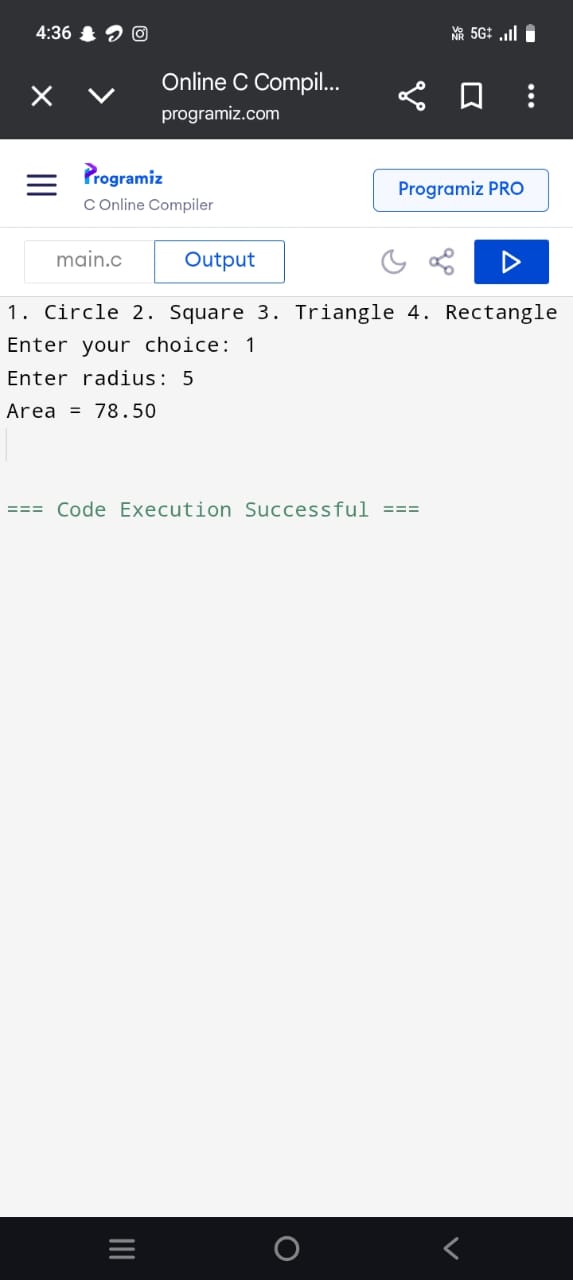 4:36
Vo NR 5G
Online C Compil...
programiz.com
Programiz
C Online Compiler
Programiz PRO
main.c
Output
1. Circle 2. Square 3. Triangle 4. Rectangle
Enter your choice: 1
Enter radius: 5
Area = 78.50
=== Code Execution Successful ===